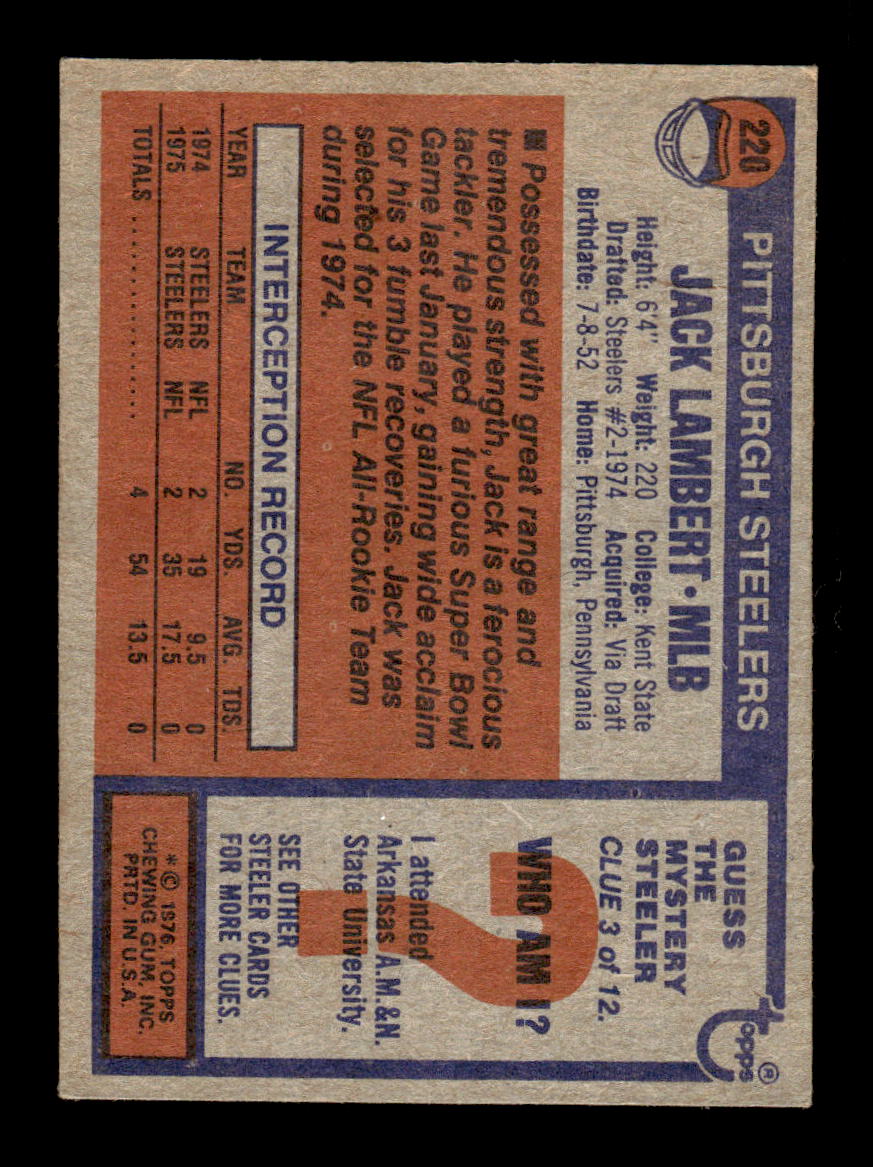 220
PITTSBURGH STEELERS
JACK LAMBERT • MLB
Height: 6'4" Weight: 220 College: Kent State
Drafted: Steelers #2-1974 Acquired: Via Draft
Birthdate: 7-8-52 Home: Pittsburgh, Pennsylvania
■ Possessed with great range and
tremendous strength, Jack is a ferocious
tackler. He played a furious Super Bowl
Game last January, gaining wide acclaim
for his 3 fumble recoveries. Jack was
selected for the NFL All-Rookie Team
during 1974.
INTERCEPTION RECORD
YEAR TEAM NO. YDS. AVG. TDS.
1974 STEELERS NFL 2 19 9.5 0
1975 STEELERS NFL 2 35 17.5 0
TOTALS .................. 4 54 13.5 0
topps ®
GUESS
THE
MYSTERY
STEELER
CLUE 3 of 12.
?
WHO AM I?
I attended
Arkansas A.M.&N.
State University.
SEE OTHER
STEELER CARDS
FOR MORE CLUES.
* © 1976 TOPPS
CHEWING GUM, INC.
PRTD. IN U.S.A.